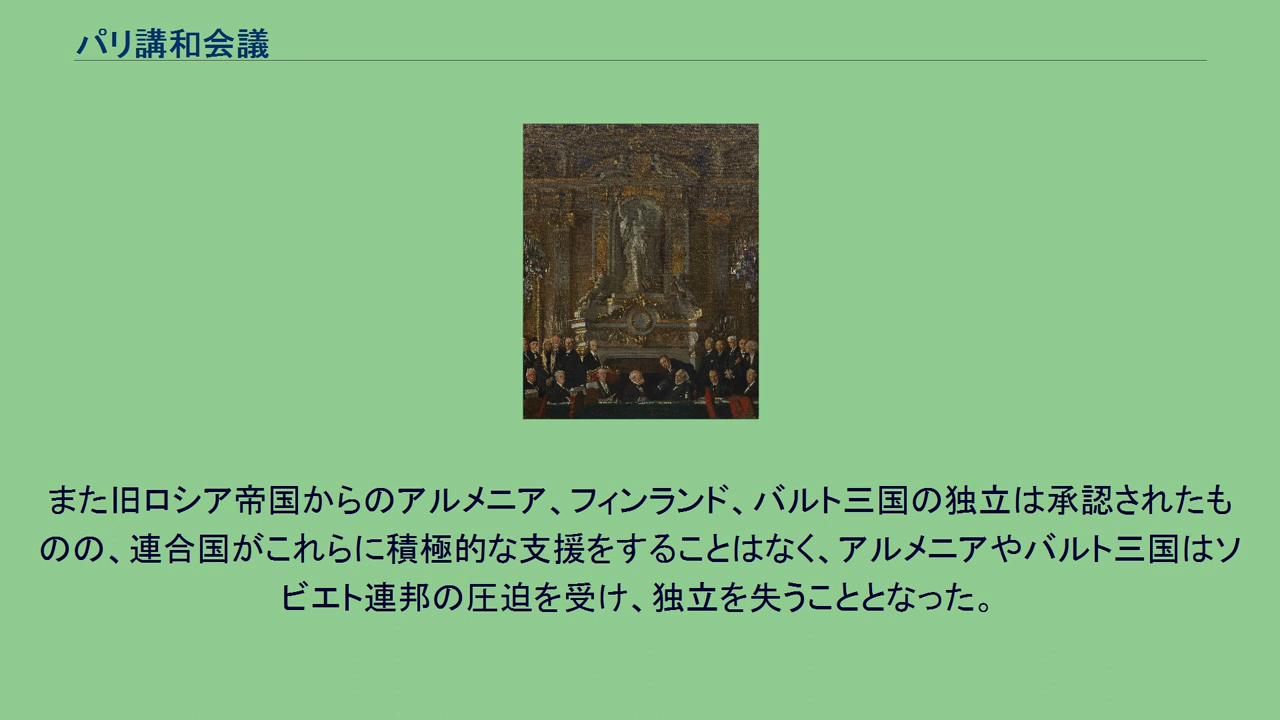 パリ講和会議
また旧ロシア帝国からのアルメニア、フィンランド、バルト三国の独立は承認されたも
のの、連合国がこれらに積極的な支援をすることはなく、アルメニアやバルト三国はソ
ビエト連邦の圧迫を受け、独立を失うこととなった。